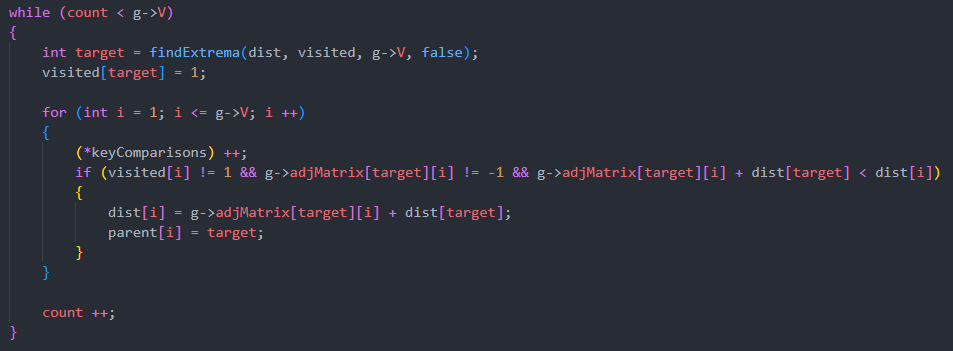 while (count < g->V)
{
    int target = findExtrema(dist, visited, g->V, false);
    visited[target] = 1;

    for (int i = 1; i <= g->V; i ++)
    {
        (*keyComparisons) ++;
        if (visited[i] != 1 && g->adjMatrix[target][i] != -1 && g->adjMatrix[target][i] + dist[target] < dist[i])
        {
            dist[i] = g->adjMatrix[target][i] + dist[target];
            parent[i] = target;
        }
    }

    count ++;
}